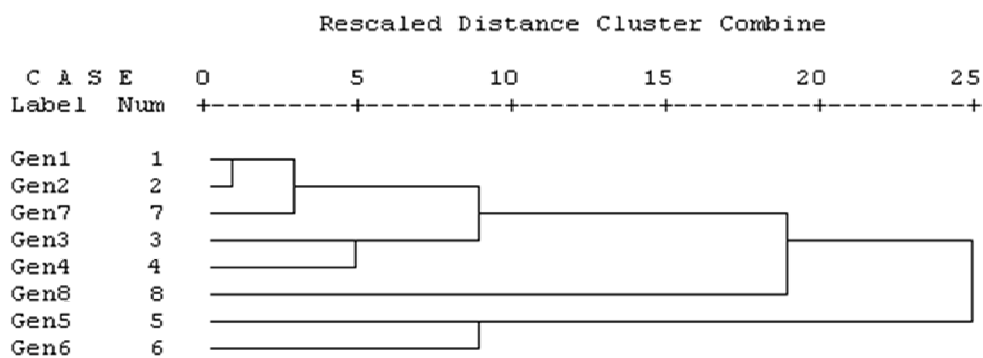 Rescaled Distance Cluster Combine
C A S E 0 5 10 15 20 25
Label Num +---------+---------+---------+---------+---------+
Gen1 1
Gen2 2
Gen7 7
Gen3 3
Gen4 4
Gen8 8
Gen5 5
Gen6 6